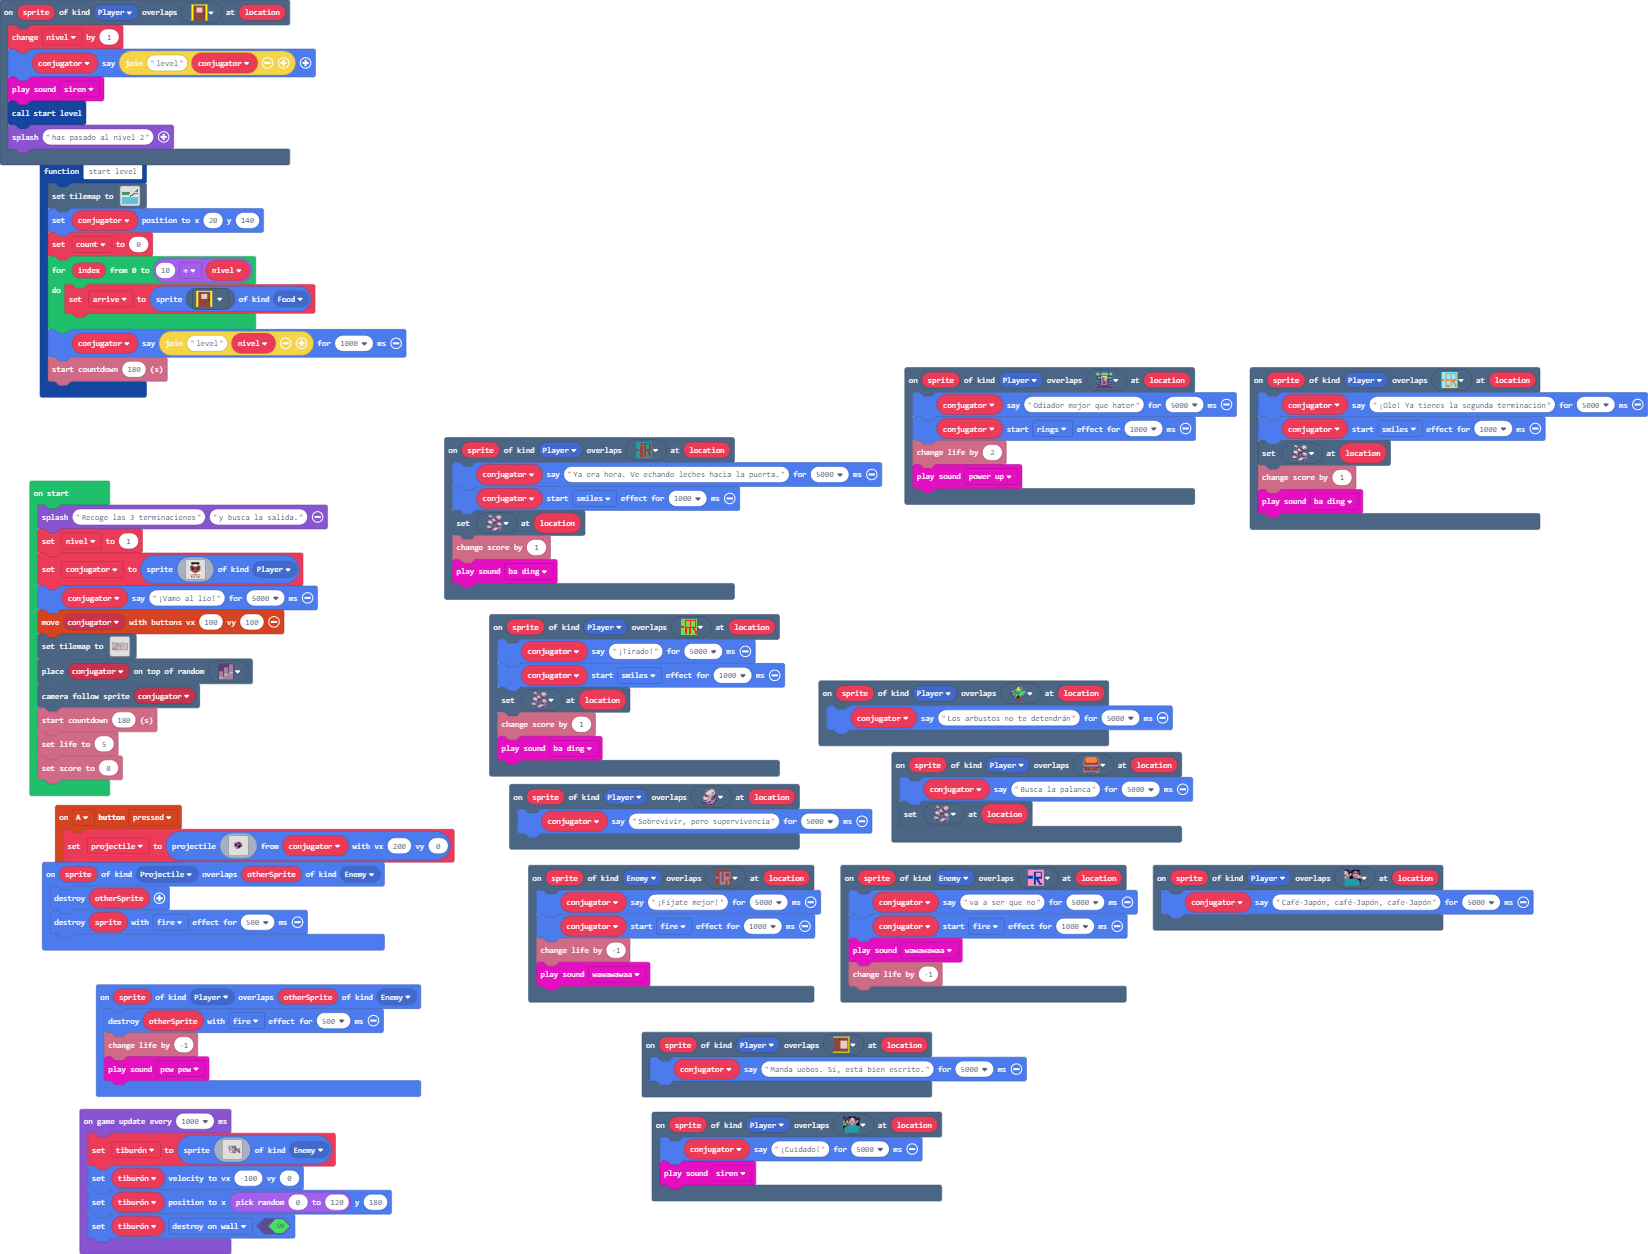 on sprite of kind Player overlaps at location
change nivel by 1
conjugator say join "level" conjugator
play sound siren
call start level
splash "has pasado al nivel 2"
function start level
set tilemap to
set conjugator position to x 20 y 140
set count to 0
for index from 0 to 10 + nivel
do set arrive to sprite of kind Food
conjugator say join "level" nivel for 1000 ms
start countdown 180 (s)
on start
splash "Recoge las 3 terminaciones" "y busca la salida."
set nivel to 1
set conjugator to sprite of kind Player
conjugator say "¡Vamo al lío!" for 5000 ms
move conjugator with buttons vx 100 vy 100
set tilemap to
place conjugator on top of random
camera follow sprite conjugator
start countdown 180 (s)
set life to 5
set score to 0
on A button pressed
set projectile to projectile from conjugator with vx 200 vy 0
on sprite of kind Projectile overlaps otherSprite of kind Enemy
destroy otherSprite
destroy sprite with fire effect for 500 ms
on sprite of kind Player overlaps otherSprite of kind Enemy
destroy otherSprite with fire effect for 500 ms
change life by -1
play sound pew pew
on game update every 1000 ms
set tiburón to sprite of kind Enemy
set tiburón velocity to vx -100 vy 0
set tiburón position to x pick random 0 to 120 y 180
set tiburón destroy on wall ON
on sprite of kind Player overlaps at location
conjugator say "Ya era hora. Ve echando leches hacia la puerta." for 5000 ms
conjugator start smiles effect for 1000 ms
set at location
change score by 1
play sound ba ding
on sprite of kind Player overlaps at location
conjugator say "¡Tirado!" for 5000 ms
conjugator start smiles effect for 1000 ms
set at location
change score by 1
play sound ba ding
on sprite of kind Player overlaps at location
conjugator say "Sobrevivir, pero supervivencia" for 5000 ms
on sprite of kind Enemy overlaps at location
conjugator say "¡Fíjate mejor!" for 5000 ms
conjugator start fire effect for 1000 ms
change life by -1
play sound wawawawaa
on sprite of kind Player overlaps at location
conjugator say "Manda uebos. Sí, está bien escrito." for 5000 ms
on sprite of kind Player overlaps at location
conjugator say "¡Cuidado!" for 5000 ms
play sound siren
on sprite of kind Player overlaps at location
conjugator say "Odiador mejor que hater" for 5000 ms
conjugator start rings effect for 1000 ms
change life by 2
play sound power up
on sprite of kind Player overlaps at location
conjugator say "Los arbustos no te detendrán" for 5000 ms
on sprite of kind Player overlaps at location
conjugator say "Busca la palanca" for 5000 ms
set at location
on sprite of kind Enemy overlaps at location
conjugator say "va a ser que no" for 5000 ms
conjugator start fire effect for 1000 ms
play sound wawawawaa
change life by -1
on sprite of kind Player overlaps at location
conjugator say "¡Ole! Ya tienes la segunda terminación" for 5000 ms
conjugator start smiles effect for 1000 ms
set at location
change score by 1
play sound ba ding
on sprite of kind Player overlaps at location
conjugator say "Café-Japón, café-Japón, cafe-Japón" for 5000 ms